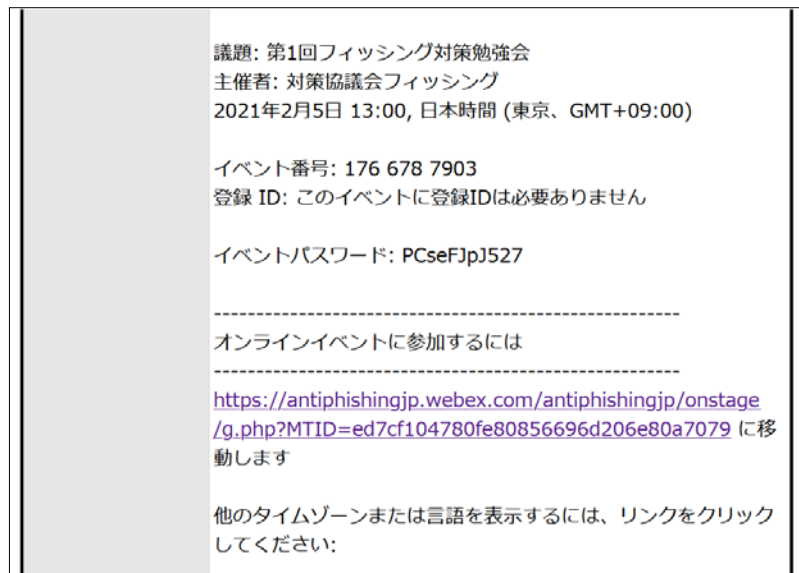 議題: 第1回フィッシング対策勉強会
主催者: 対策協議会フィッシング
2021年2月5日 13:00, 日本時間 (東京、GMT+09:00)
イベント番号: 176 678 7903
登録 ID: このイベントに登録IDは必要ありません
イベントパスワード: PCseFJpJ527
-------------------------------------------------------
オンラインイベントに参加するには
-------------------------------------------------------
https://antiphishingjp.webex.com/antiphishingjp/onstage
/g.php?MTID=ed7cf104780fe80856696d206e80a7079 に移
動します
他のタイムゾーンまたは言語を表示するには、リンクをクリック
してください: